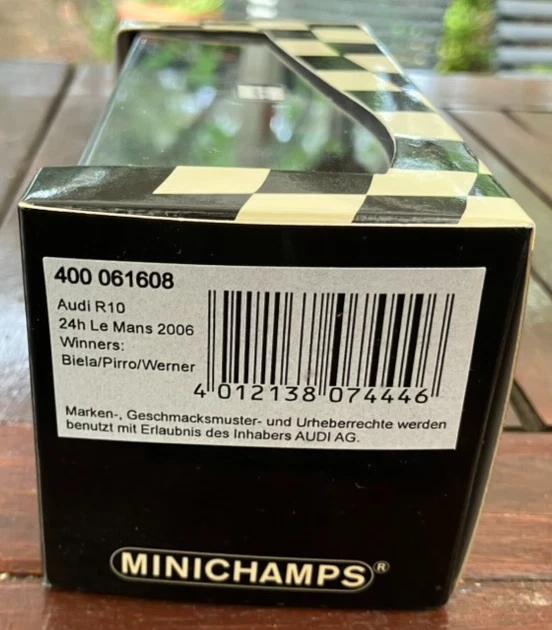 400 061608
Audi R10
24h Le Mans 2006
Winners:
Biela/Pirro/Werner
4 012138 074446
Marken-, Geschmacksmuster- und Urheberrechte werden
benutzt mit Erlaubnis des Inhabers AUDI AG.
MINICHAMPS®